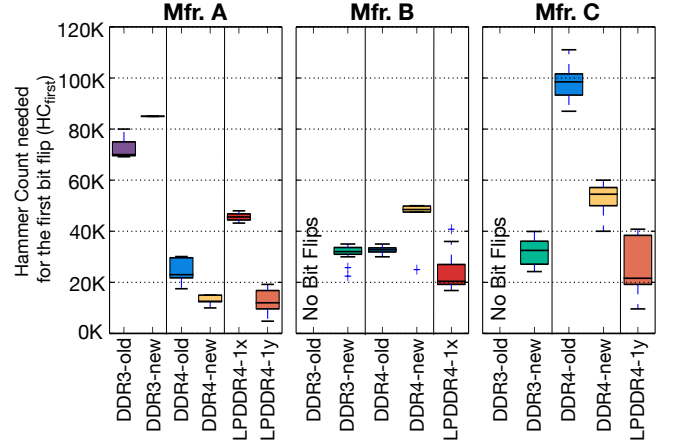 Mfr. A
Mfr. B
Mfr. C
Hammer Count needed
for the first bit flip (HCfirst)
120K
100K
80K
60K
40K
20K
0K
No Bit Flips
No Bit Flips
DDR3-old
DDR3-new
DDR4-old
DDR4-new
LPDDR4-1x
LPDDR4-1y
DDR3-old
DDR3-new
DDR4-old
DDR4-new
LPDDR4-1x
DDR3-old
DDR3-new
DDR4-old
DDR4-new
LPDDR4-1y